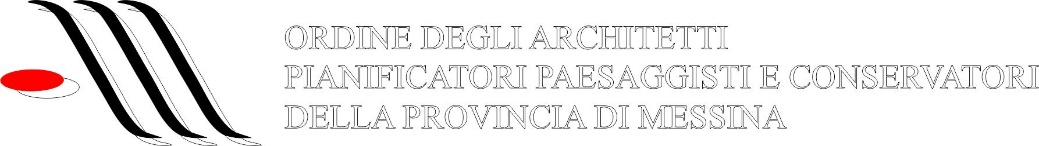 ORDINE DEGLI ARCHITETTI
PIANIFICATORI PAESAGGISTI E CONSERVATORI
DELLA PROVINCIA DI MESSINA